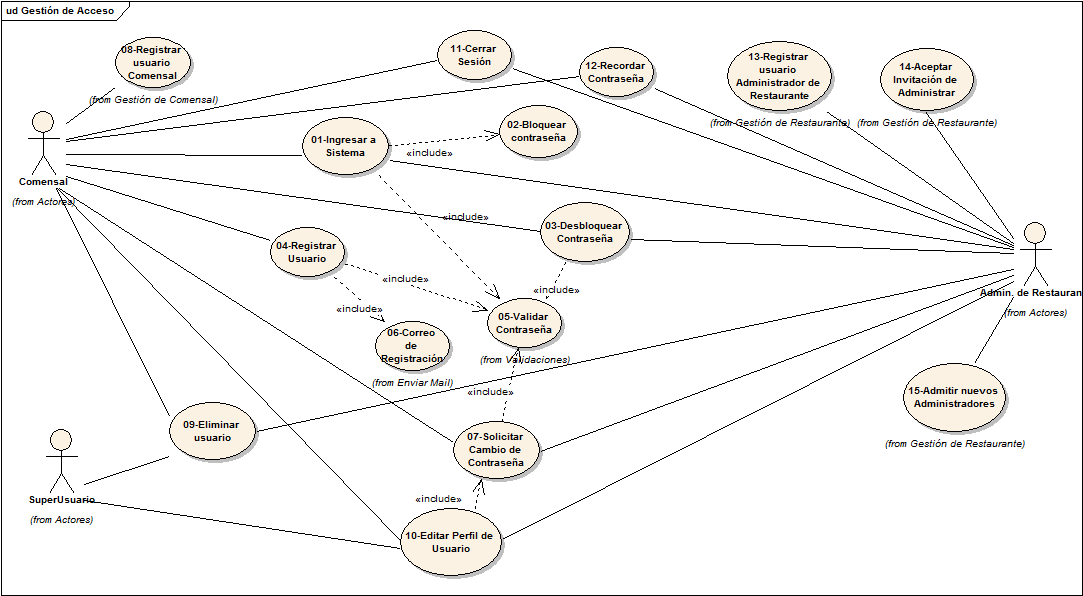 ud Gestión de Acceso
08-Registrar
usuario
Comensal
(from Gestión de Comensal)
11-Cerrar
Sesión
12-Recordar
Contraseña
13-Registrar
usuario
Administrador de
Restaurante
(from Gestión de Restaurante)
14-Aceptar
Invitación de
Administrar
(from Gestión de Restaurante)
01-Ingresar a
Sistema
«include»
02-Bloquear
contraseña
Comensal
(from Actores)
«include»
03-Desbloquear
Contraseña
04-Registrar
Usuario
«include»
«include»
«include»
05-Validar
Contraseña
(from Validaciones)
06-Correo
de
Registración
(from Enviar Mail)
Admin. de Restauran
(from Actores)
«include»
15-Admitir nuevos
Administradores
(from Gestión de Restaurante)
09-Eliminar
usuario
07-Solicitar
Cambio de
Contraseña
SuperUsuario
(from Actores)
«include»
10-Editar Perfil de
Usuario